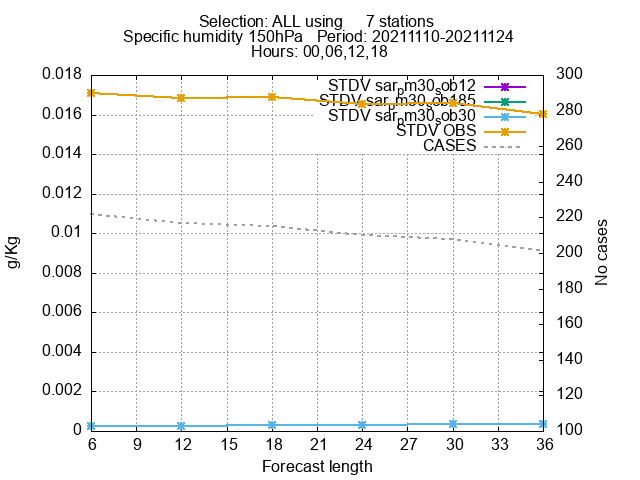 Selection: ALL using 7 stations
Specific humidity 150hPa Period: 20211110-20211124
Hours: 00,06,12,18
STDV sarpm30sob12
STDV sarpm30sob185
STDV sarpm30sob30
STDV OBS
CASES
0.018
0.016
0.014
0.012
0.01
0.008
0.006
0.004
0.002
0
g/Kg
300
280
260
240
220
200
180
160
140
120
100
No cases
6 9 12 15 18 21 24 27 30 33 36
Forecast length